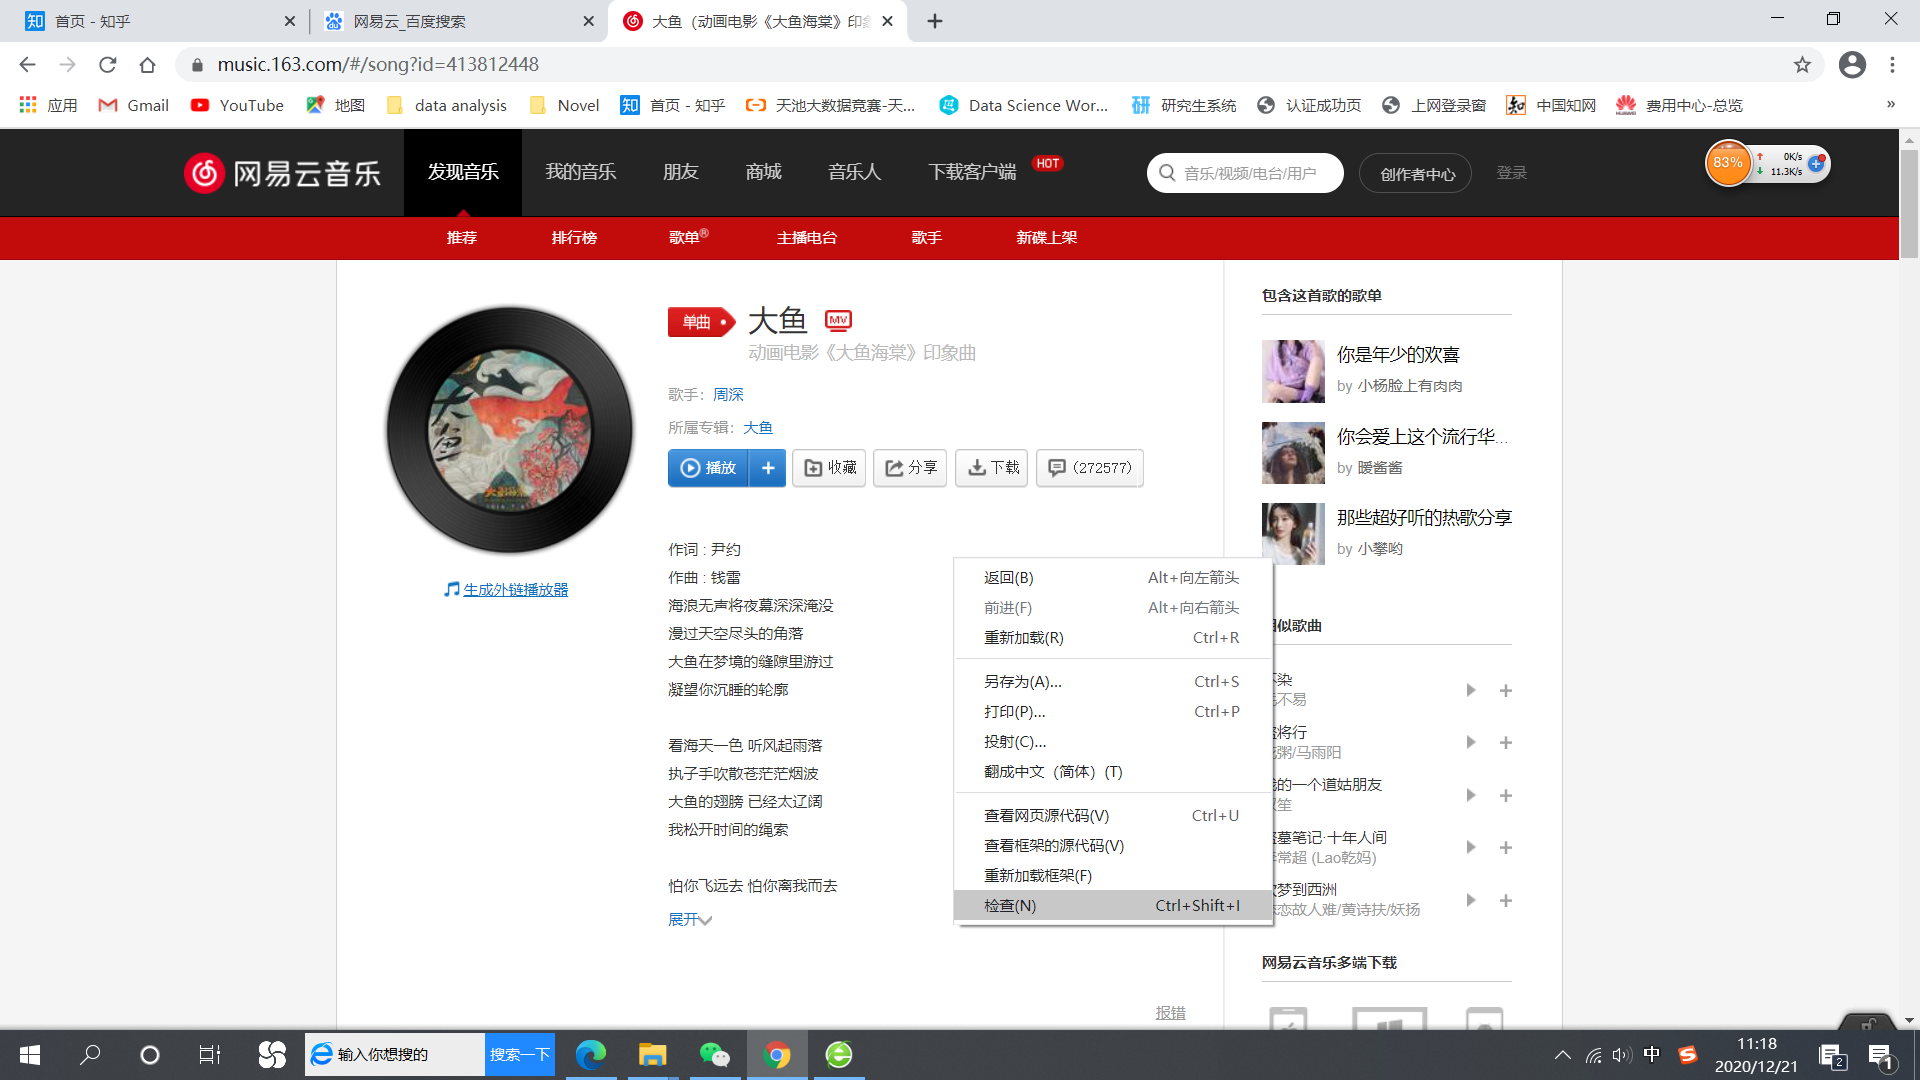 首页 - 知乎
网易云_百度搜索
大鱼（动画电影《大鱼海棠》印
music.163.com/#/song?id=413812448
应用
Gmail
YouTube
地图
data analysis
Novel
首页 - 知乎
天池大数据竞赛-天...
Data Science Wor...
研究生系统
认证成功页
上网登录窗
中国知网
费用中心-总览
»
网易云音乐
发现音乐
我的音乐
朋友
商城
音乐人
下载客户端
HOT
音乐/视频/电台/用户
创作者中心
登录
83%
0K/s
11.3K/s
推荐
排行榜
歌单®
主播电台
歌手
新碟上架
单曲
大鱼
MV
动画电影《大鱼海棠》印象曲
歌手：周深
所属专辑：大鱼
播放
+
收藏
分享
下载
(272577)
生成外链播放器
作词 : 尹约
作曲 : 钱雷
海浪无声将夜幕深深淹没
漫过天空尽头的角落
大鱼在梦境的缝隙里游过
凝望你沉睡的轮廓
看海天一色 听风起雨落
执子手吹散苍茫茫烟波
大鱼的翅膀 已经太辽阔
我松开时间的绳索
怕你飞远去 怕你离我而去
展开
报错
返回(B) Alt+向左箭头
前进(F) Alt+向右箭头
重新加载(R) Ctrl+R
另存为(A)... Ctrl+S
打印(P)... Ctrl+P
投射(C)...
翻成中文（简体）(T)
查看网页源代码(V) Ctrl+U
查看框架的源代码(V)
重新加载框架(F)
检查(N) Ctrl+Shift+I
包含这首歌的歌单
你是年少的欢喜
by 小杨脸上有肉肉
你会爱上这个流行华...
by 暧酱酱
那些超好听的热歌分享
by 小攀哟
似歌曲
染
不易
将行
粥/马雨阳
的一个道姑朋友
笙
墓笔记·十年人间
常超 (Lao乾妈)
梦到西洲
恋故人难/黄诗扶/妖扬
网易云音乐多端下载
输入你想搜的
搜索一下
中
11:18
2020/12/21
2
1